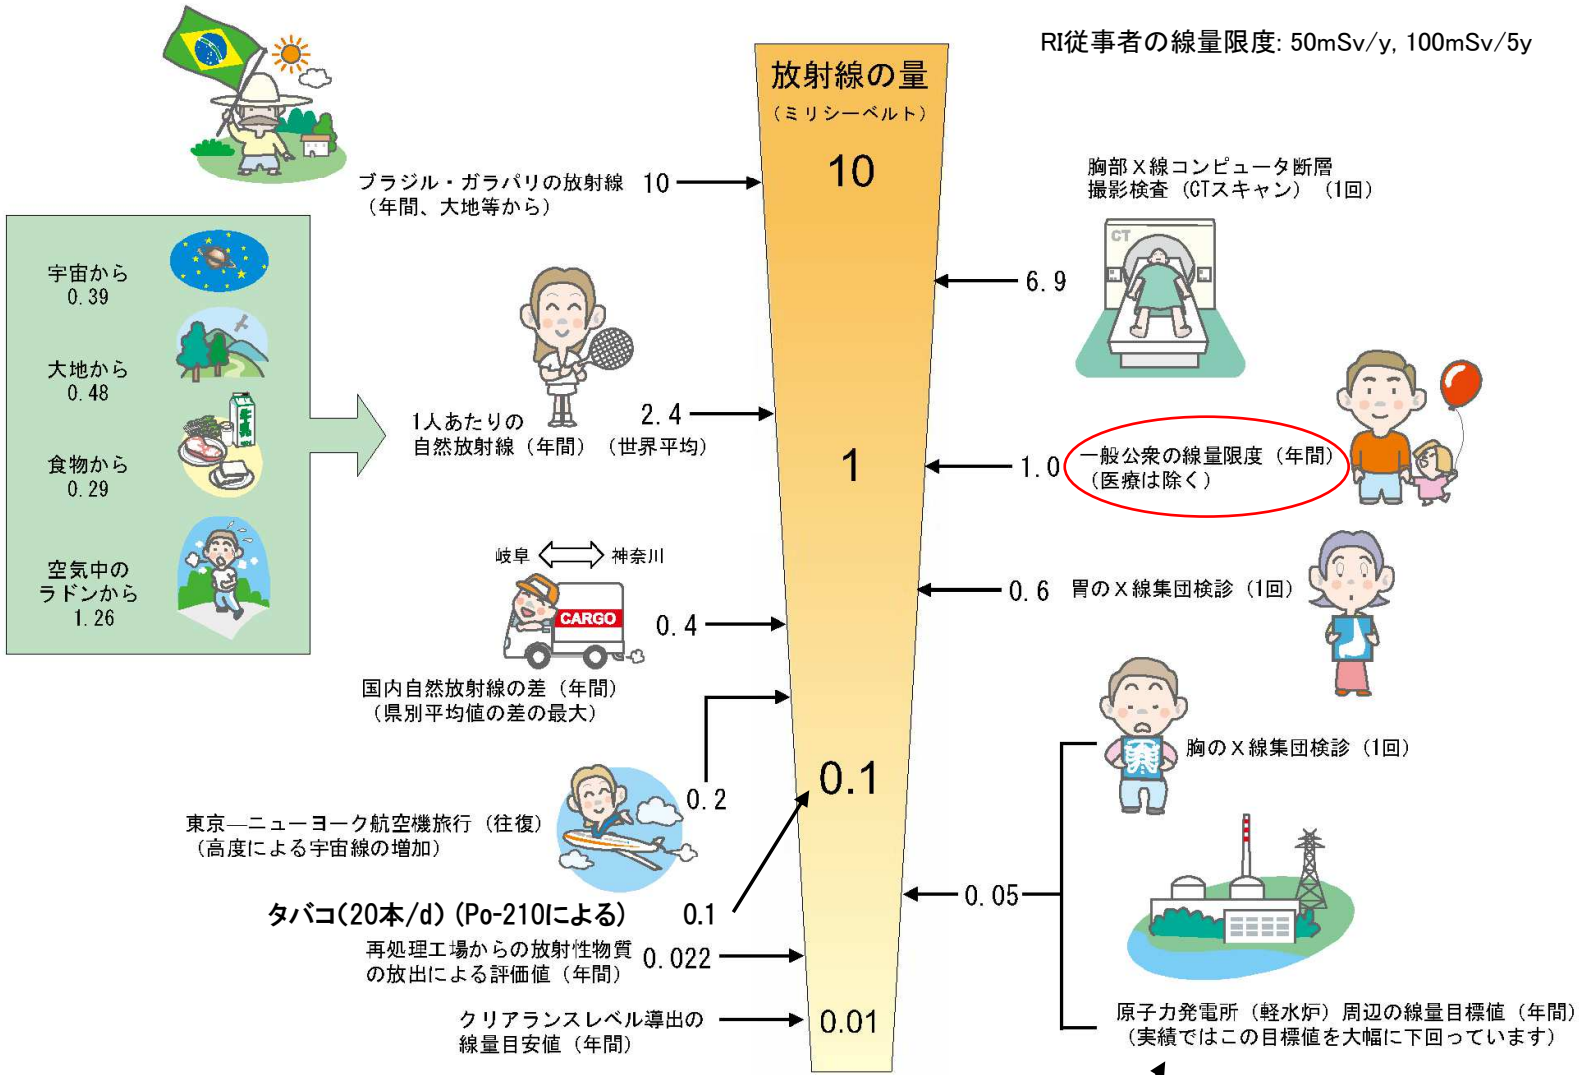 RI従事者の線量限度: 50mSv/y, 100mSv/5y
放射線の量
(ミリシーベルト)
10
1
0.1
0.01
ブラジル・ガラパリの放射線 10
(年間、大地等から)
宇宙から
0.39
大地から
0.48
食物から
0.29
空気中の
ラドンから
1.26
牛乳
1人あたりの
自然放射線(年間)
2.4
(世界平均)
岐阜 神奈川
CARGO
0.4
国内自然放射線の差(年間)
(県別平均値の差の最大)
0.2
東京—ニューヨーク航空機旅行(往復)
(高度による宇宙線の増加)
タバコ(20本/d) (Po-210による) 0.1
再処理工場からの放射性物質
の放出による評価値(年間)
0.022
クリアランスレベル導出の
線量目安値(年間)
胸部X線コンピュータ断層
撮影検査(CTスキャン)(1回)
CT
6.9
1.0
一般公衆の線量限度(年間)
(医療は除く)
0.6 胃のX線集団検診(1回)
胸のX線集団検診(1回)
0.05
原子力発電所(軽水炉)周辺の線量目標値(年間)
(実績ではこの目標値を大幅に下回っています)